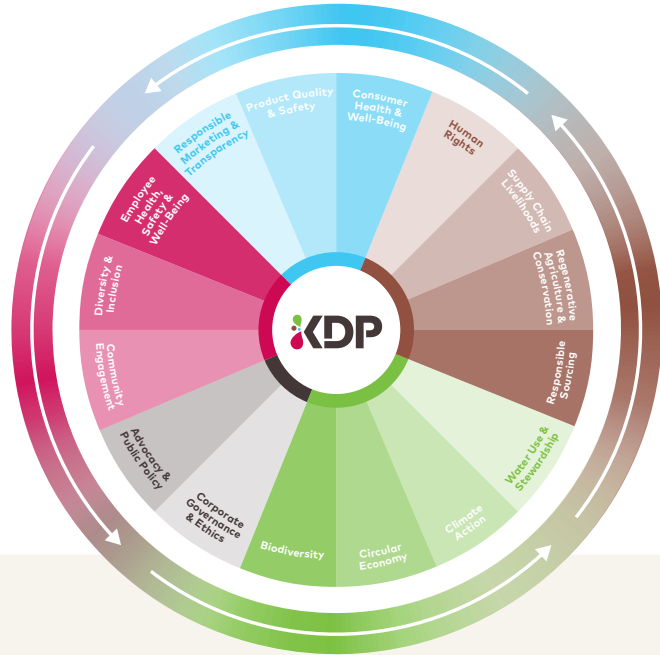 Consumer
Health &
Well-Being
Human
Rights
Supply Chain
Livelihoods
Regenerative
Agriculture &
Conservation
Responsible
Sourcing
Water Use &
Stewardship
Climate
Action
Circular
Economy
Biodiversity
Corporate
Governance
& Ethics
Advocacy &
Public Policy
Community
Engagement
Diversity &
Inclusion
Employee
Health,
Safety &
Well-Being
Responsible
Marketing &
Transparency
Product Quality
& Safety
KDP